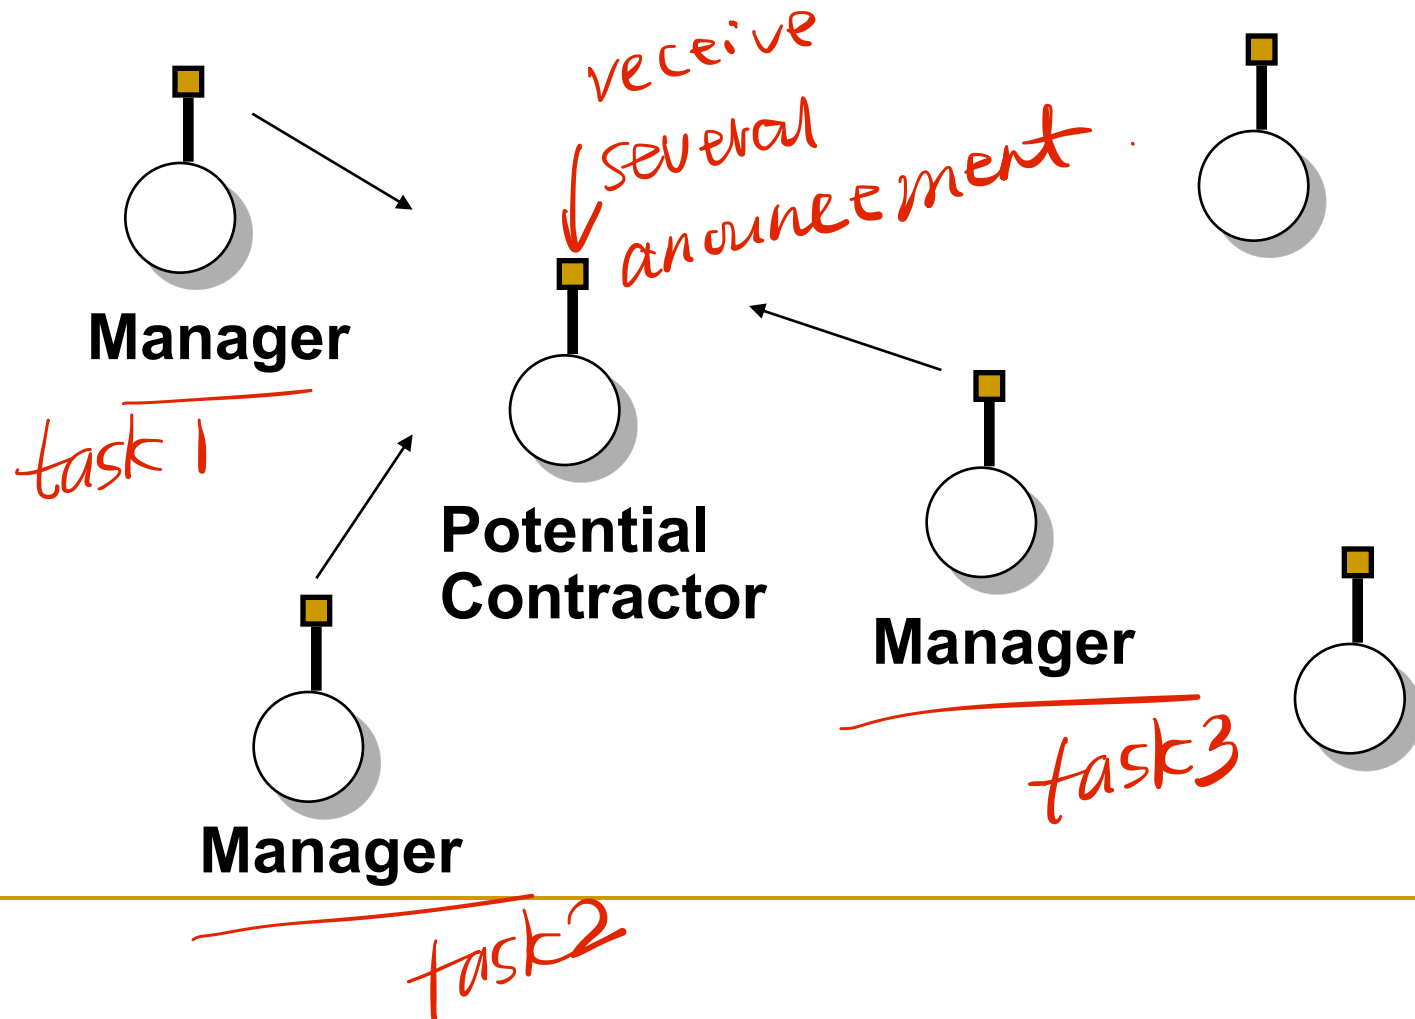 receive
several
anouncement
Manager
task 1
Potential
Contractor
Manager
task3
Manager
task2